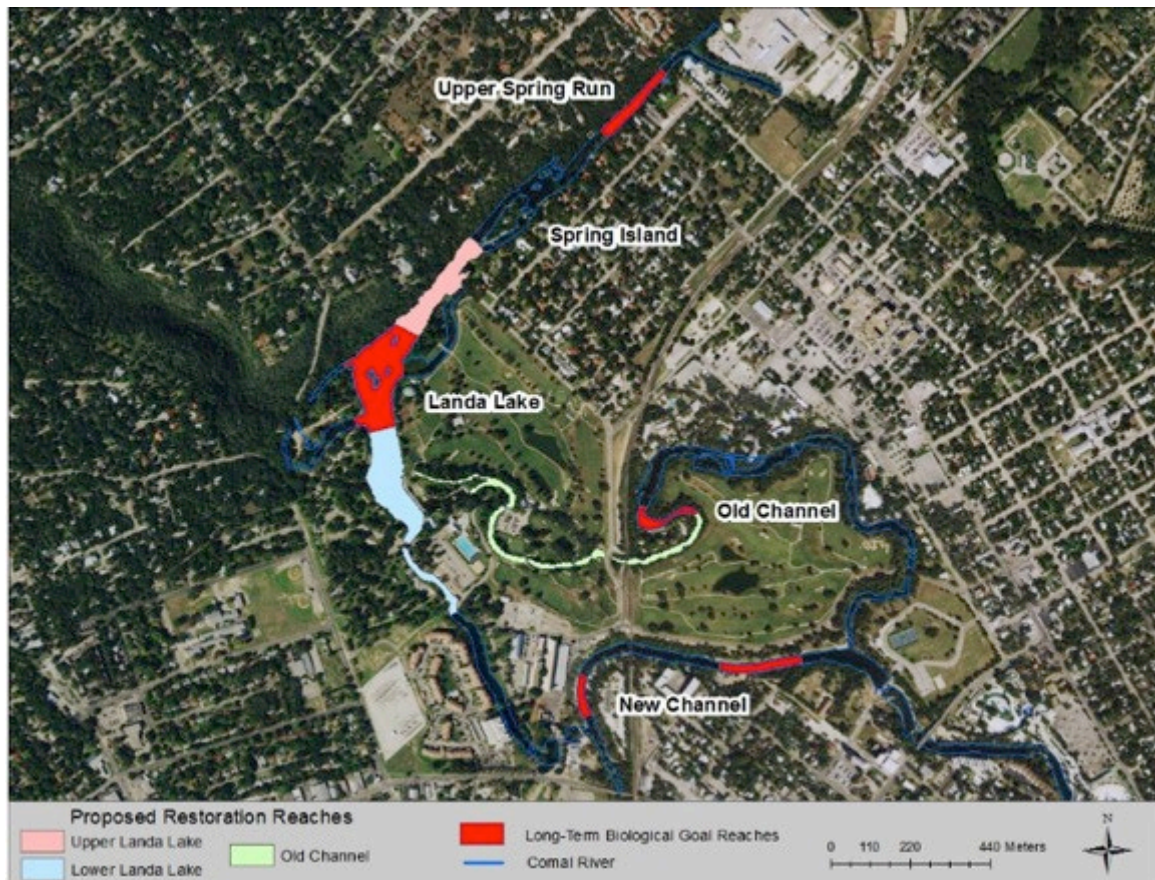 Upper Spring Run
Spring Island
Landa Lake
Old Channel
New Channel
Proposed Restoration Reaches
Upper Landa Lake
Lower Landa Lake
Old Channel
Long-Term Biological Goal Reaches
Comal River
N
0 110 220 440 Meters